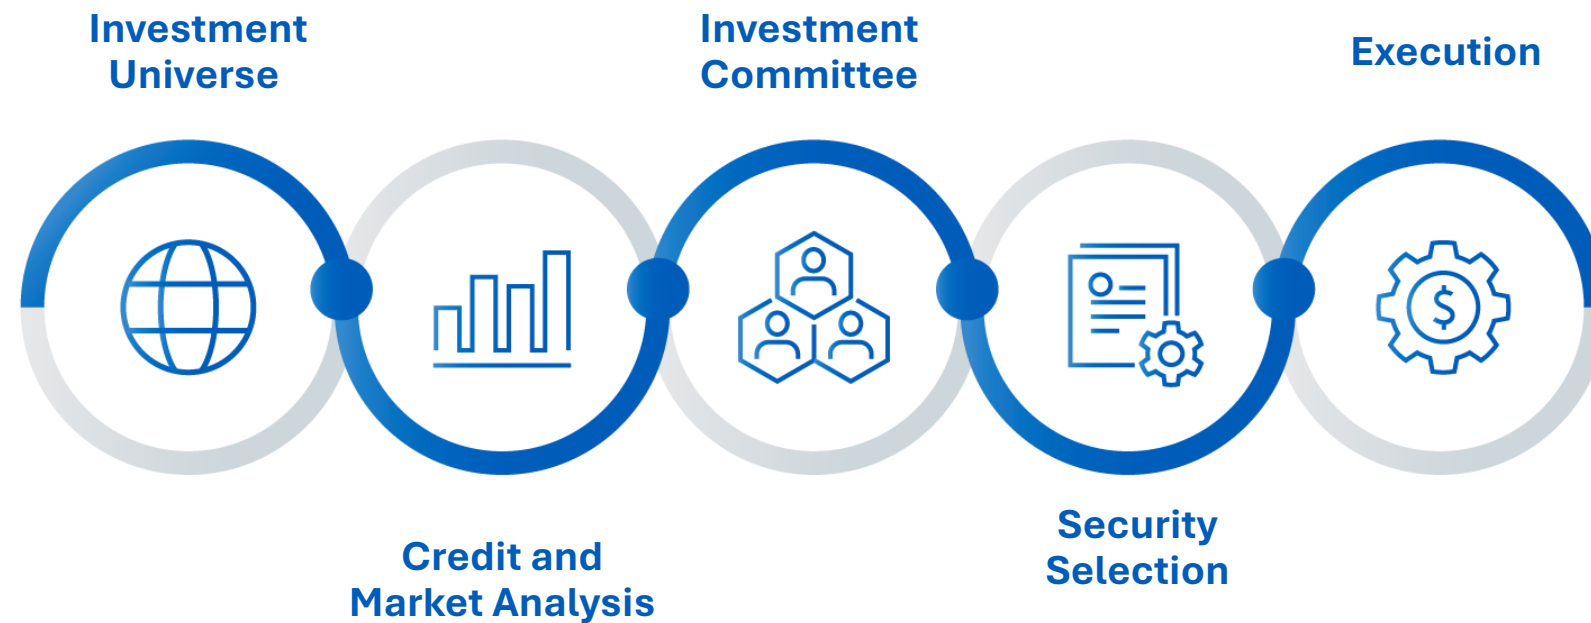 Investment
Universe
Credit and
Market Analysis
Investment
Committee
Security
Selection
Execution
$